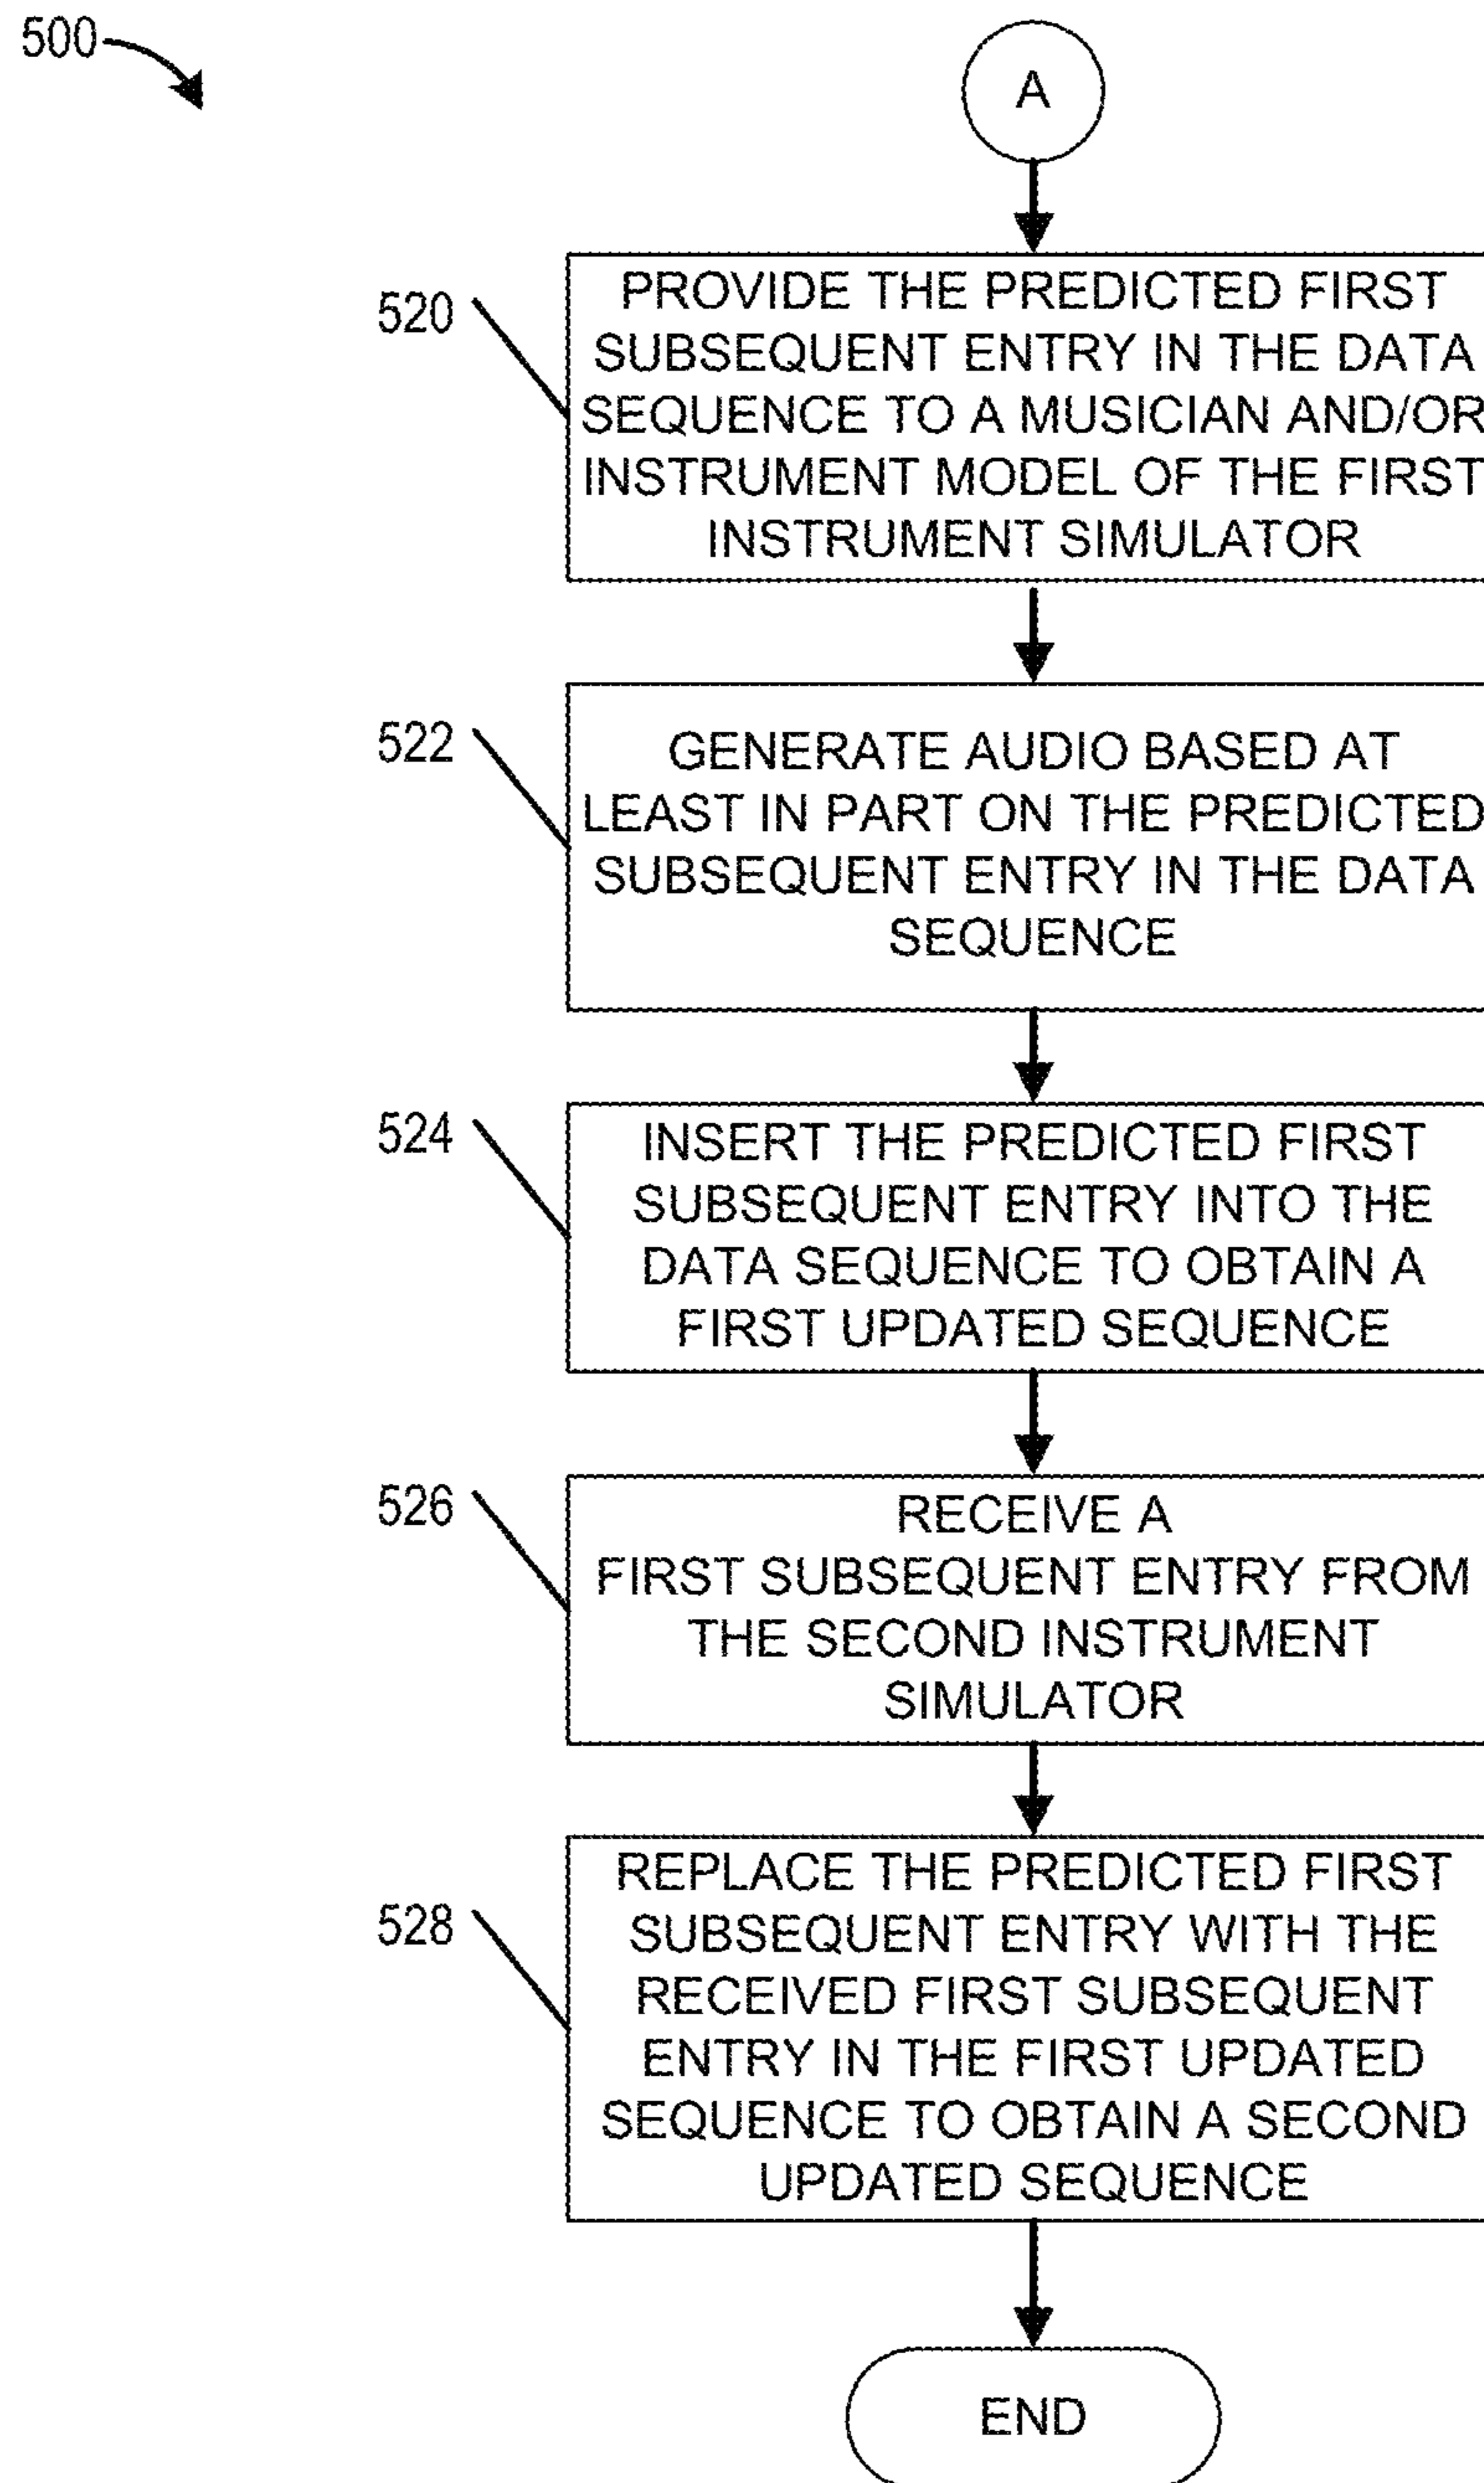 500
A
520
PROVIDE THE PREDICTED FIRST
SUBSEQUENT ENTRY IN THE DATA
SEQUENCE TO A MUSICIAN AND/OR
INSTRUMENT MODEL OF THE FIRST
INSTRUMENT SIMULATOR
522
GENERATE AUDIO BASED AT
LEAST IN PART ON THE PREDICTED
SUBSEQUENT ENTRY IN THE DATA
SEQUENCE
524
INSERT THE PREDICTED FIRST
SUBSEQUENT ENTRY INTO THE
DATA SEQUENCE TO OBTAIN A
FIRST UPDATED SEQUENCE
526
RECEIVE A
FIRST SUBSEQUENT ENTRY FROM
THE SECOND INSTRUMENT
SIMULATOR
528
REPLACE THE PREDICTED FIRST
SUBSEQUENT ENTRY WITH THE
RECEIVED FIRST SUBSEQUENT
ENTRY IN THE FIRST UPDATED
SEQUENCE TO OBTAIN A SECOND
UPDATED SEQUENCE
END